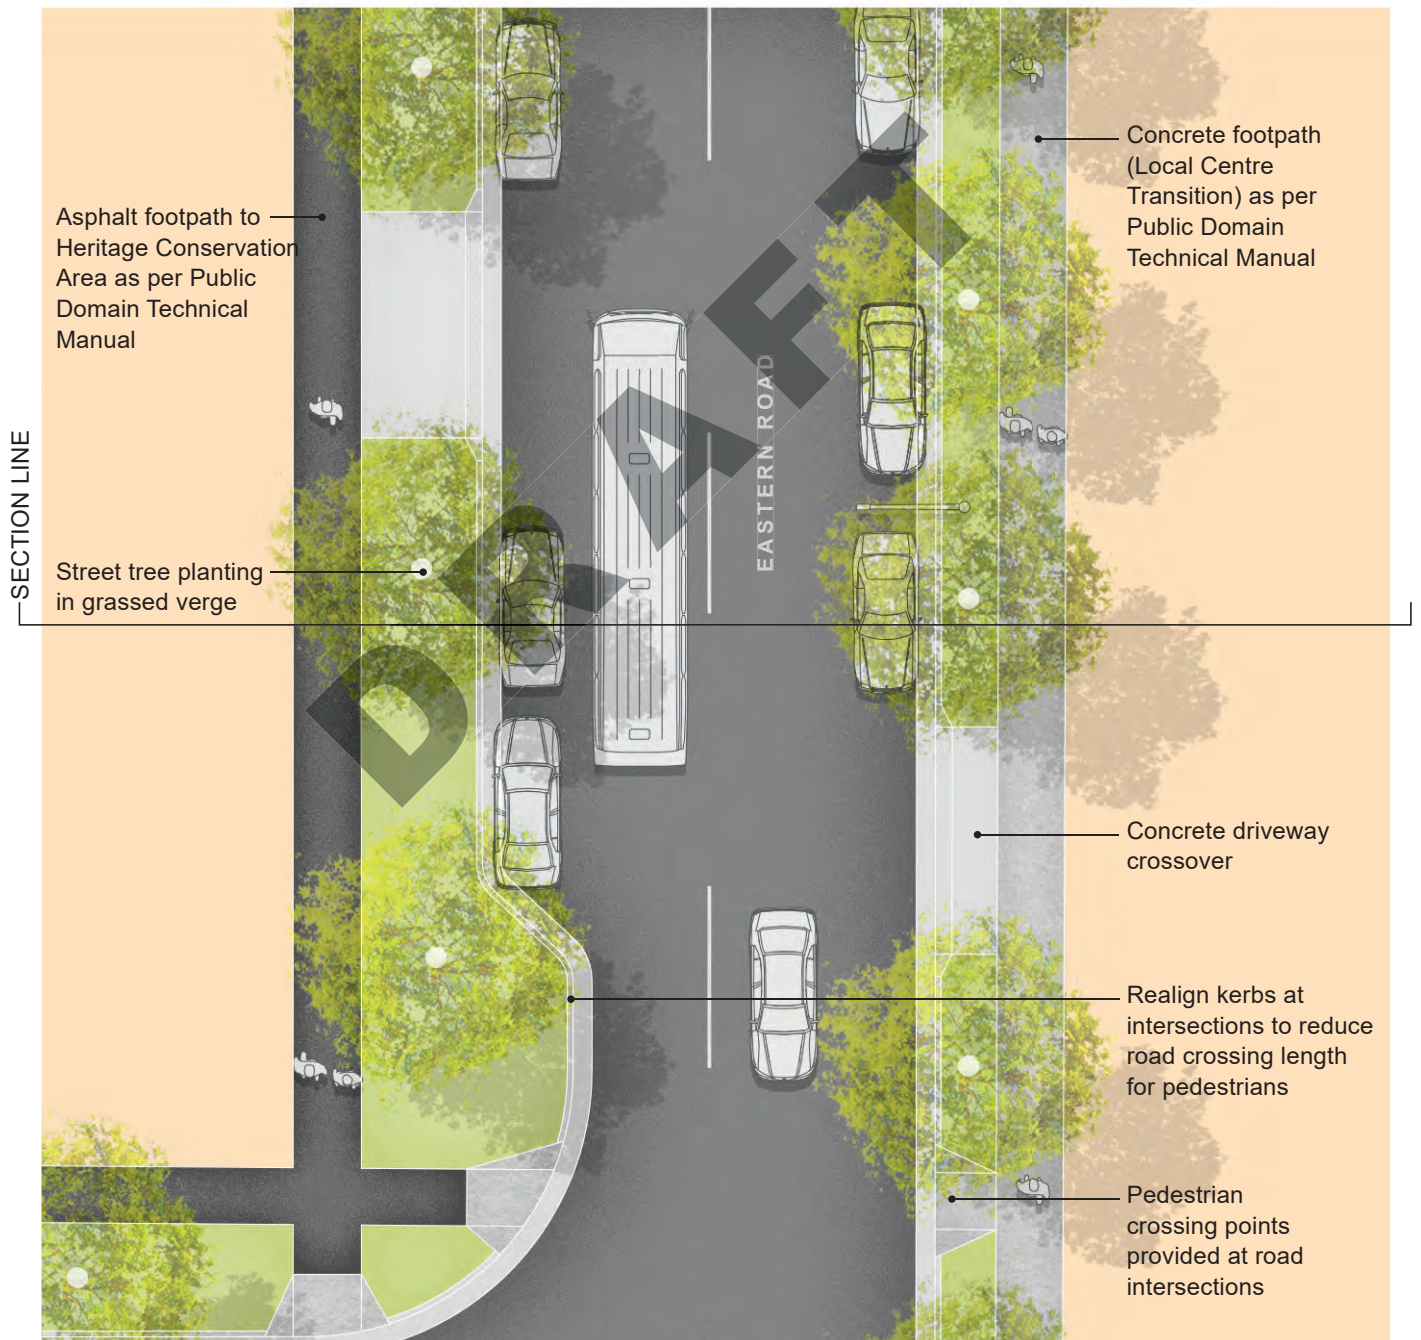 Asphalt footpath to
Heritage Conservation
Area as per Public
Domain Technical
Manual
Concrete footpath
(Local Centre
Transition) as per
Public Domain
Technical Manual
EASTERN ROAD
DRAFT
SECTION LINE
Street tree planting
in grassed verge
Concrete driveway
crossover
Realign kerbs at
intersections to reduce
road crossing length
for pedestrians
Pedestrian
crossing points
provided at road
intersections